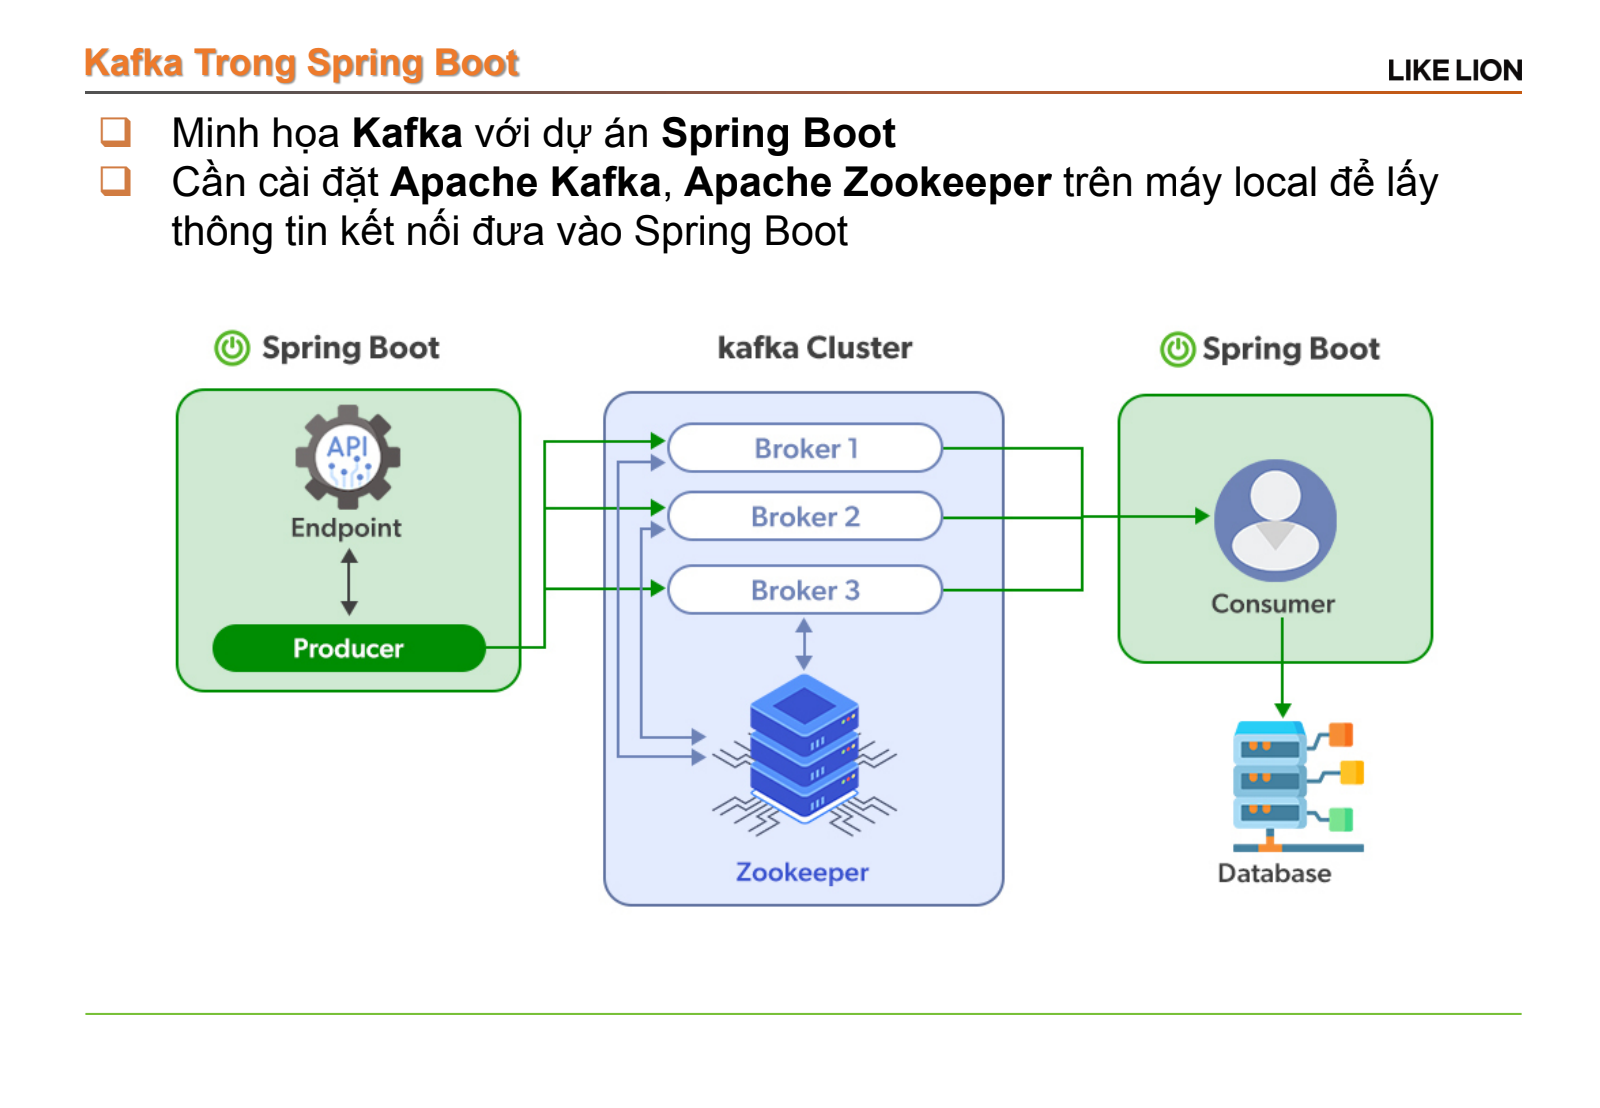 Kafka Trong Spring Boot
LIKE LION
Minh họa Kafka với dự án Spring Boot
Cần cài đặt Apache Kafka, Apache Zookeeper trên máy local để lấy
thông tin kết nối đưa vào Spring Boot
Spring Boot
kafka Cluster
Spring Boot
API
Endpoint
Producer
Broker 1
Broker 2
Broker 3
Zookeeper
Consumer
Database